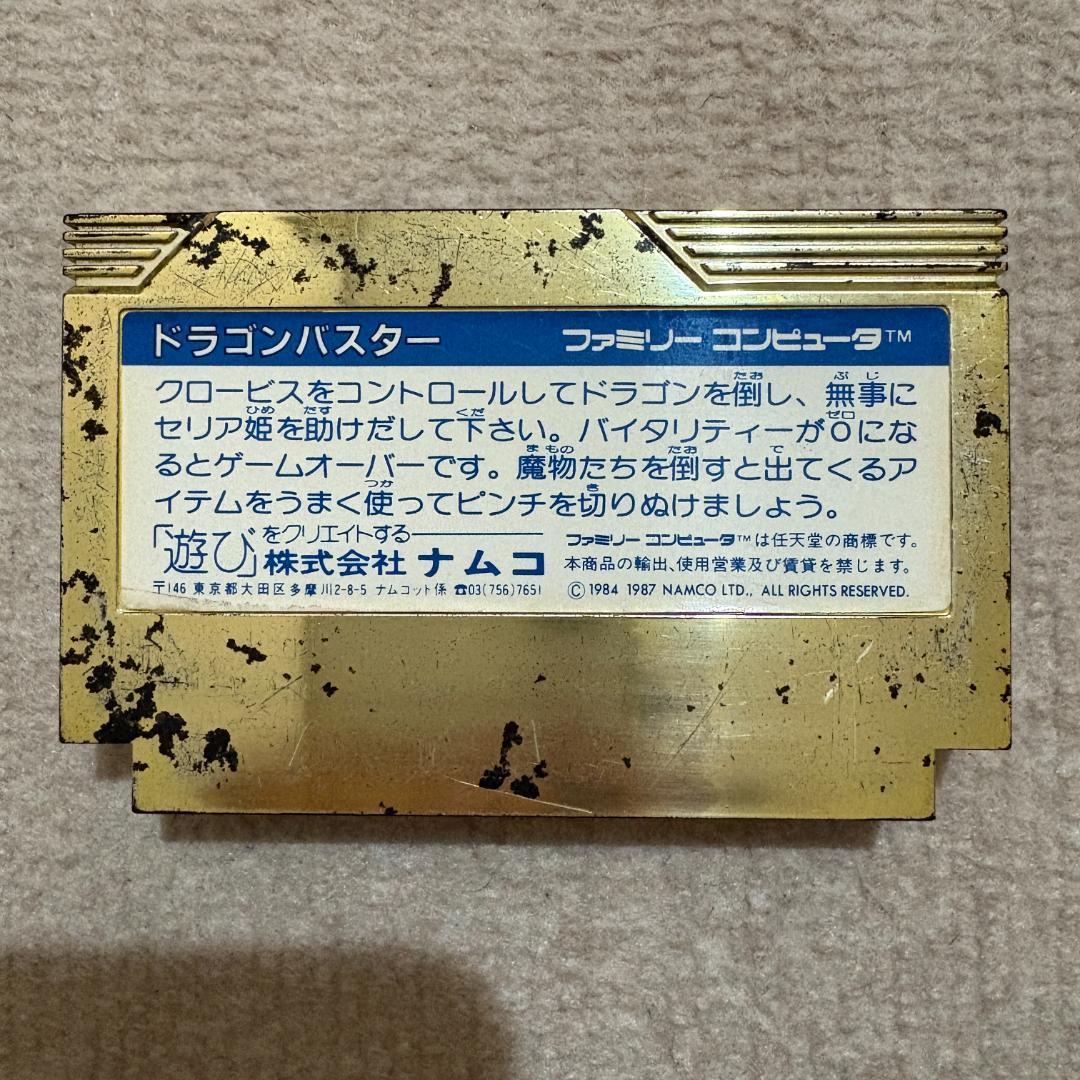 ドラゴンバスター ファミリー コンピュータ™
クロービスをコントロールしてドラゴンを倒し、無事に
セリア姫を助けだして下さい。バイタリティーが0にな
るとゲームオーバーです。魔物たちを倒すと出てくるア
イテムをうまく使ってピンチを切りぬけましょう。
「遊び」をクリエイトする
株式会社 ナムコ
〒146 東京都大田区多摩川2-8-5 ナムコット係 ☎03(756)7651
ファミリー コンピュータ™は任天堂の商標です。
本商品の輸出、使用営業及び賃貸を禁じます。
©1984 1987 NAMCO LTD., ALL RIGHTS RESERVED.